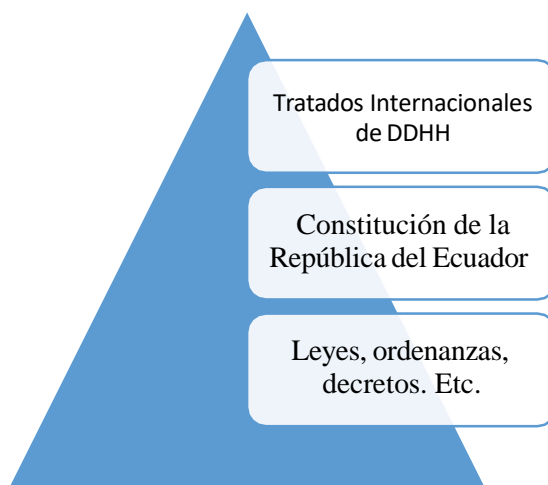 Tratados Internacionales
de DDHH
Constitución de la
República del Ecuador
Leyes, ordenanzas,
decretos. Etc.